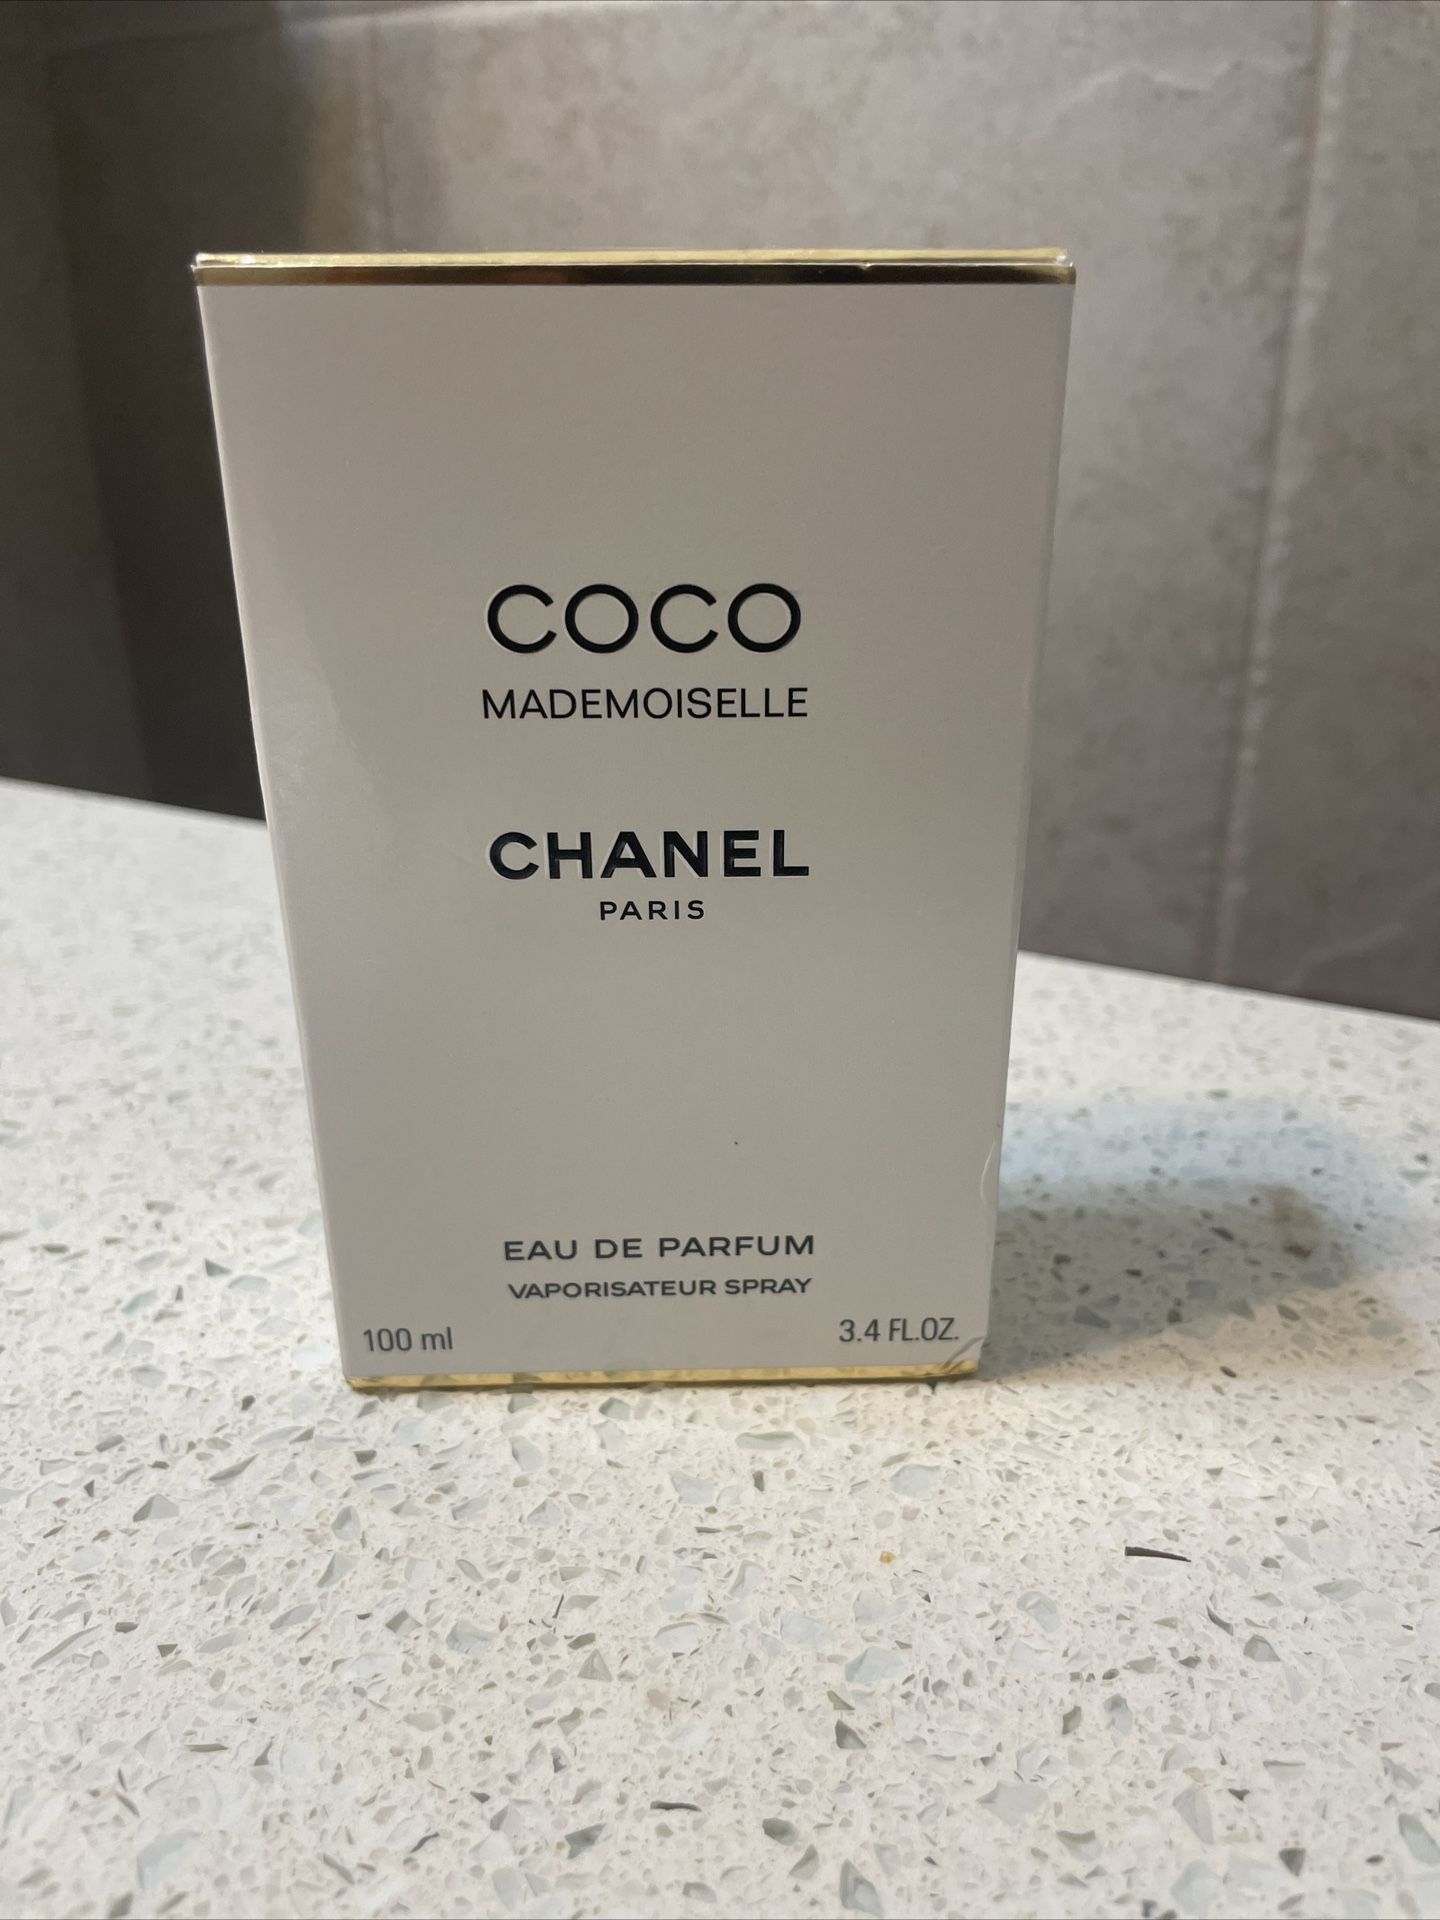 COCO
MADEMOISELLE
CHANEL
PARIS
EAU DE PARFUM
VAPORISATEUR SPRAY
100 ml 3.4 FL.OZ.